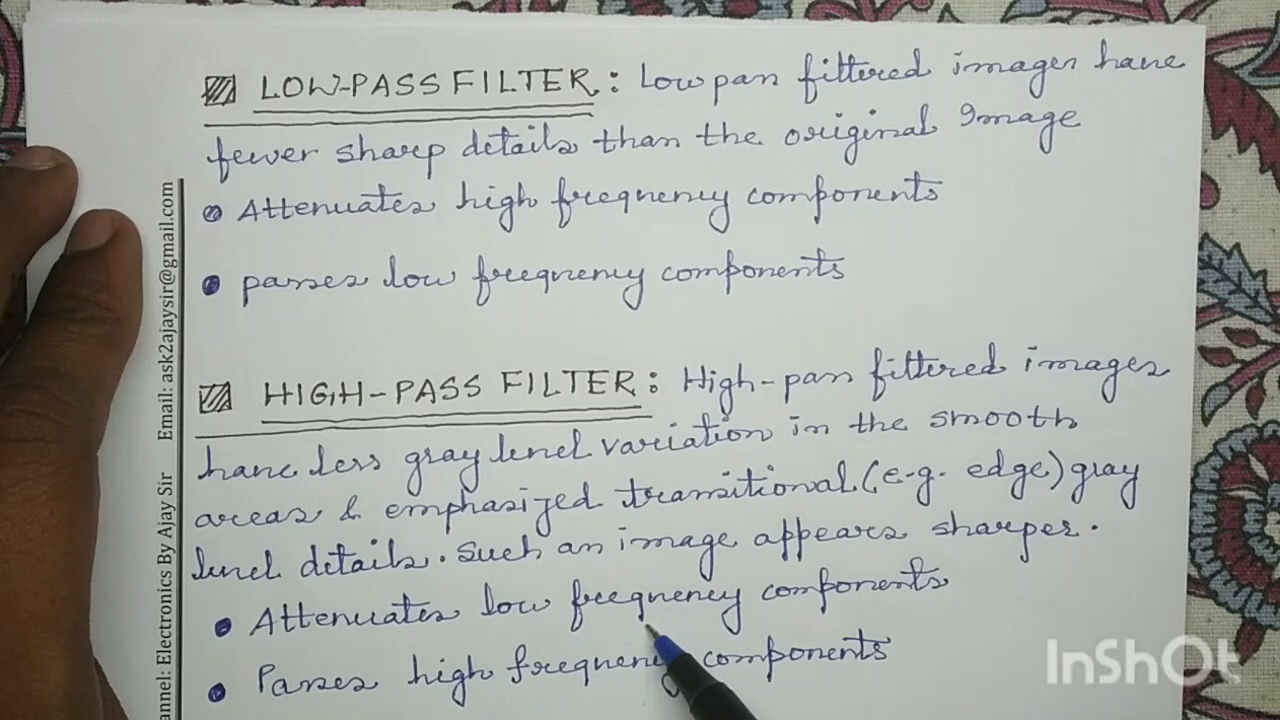 LOW-PASS FILTER: Low pass filtered images have
fewer sharp details than the original Image
Attenuates high frequency components
passes low frequency components
HIGH-PASS FILTER: High-pass filtered images
have less gray level variation in the smooth
areas & emphasized transitional (e.g. edge) gray
level details. Such an image appears sharper.
Attenuates low frequency components
Passes high frequency components
hannel: Electronics By Ajay Sir Email: ask2ajaysir@gmail.com
InShOt